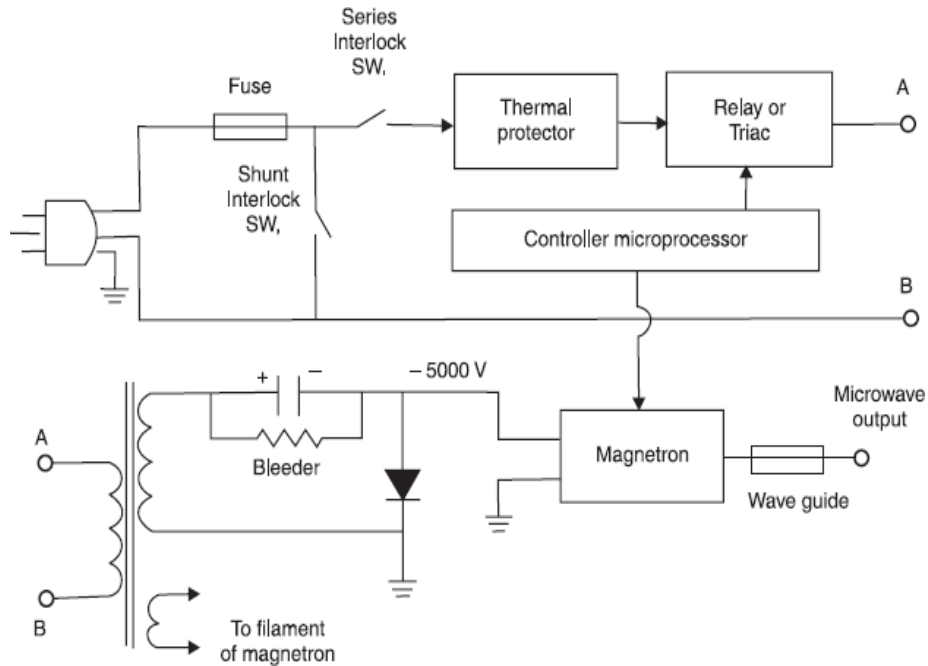 Series
Interlock
SW,
Fuse
Thermal
protector
Relay or
Triac
A
Shunt
Interlock
SW,
Controller microprocessor
B
+ –
– 5000 V
Bleeder
A
B
Magnetron
Microwave
output
Wave guide
To filament
of magnetron